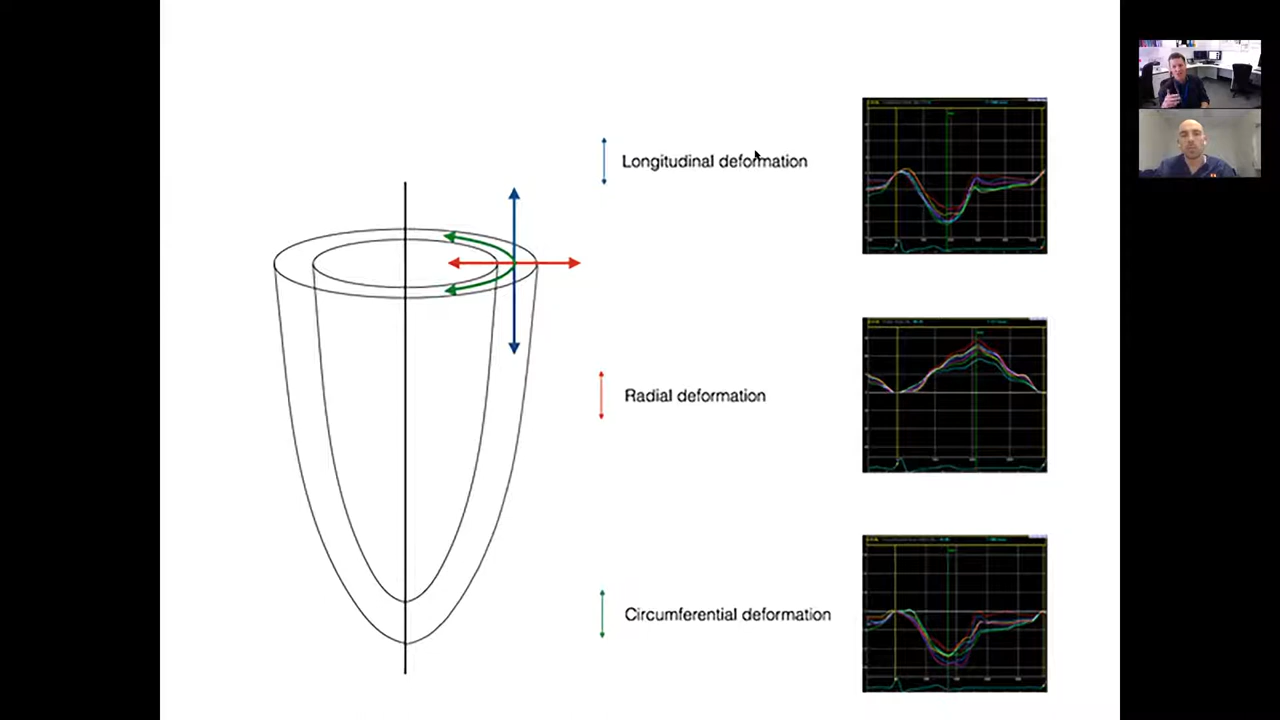 Longitudinal deformation
Radial deformation
Circumferential deformation